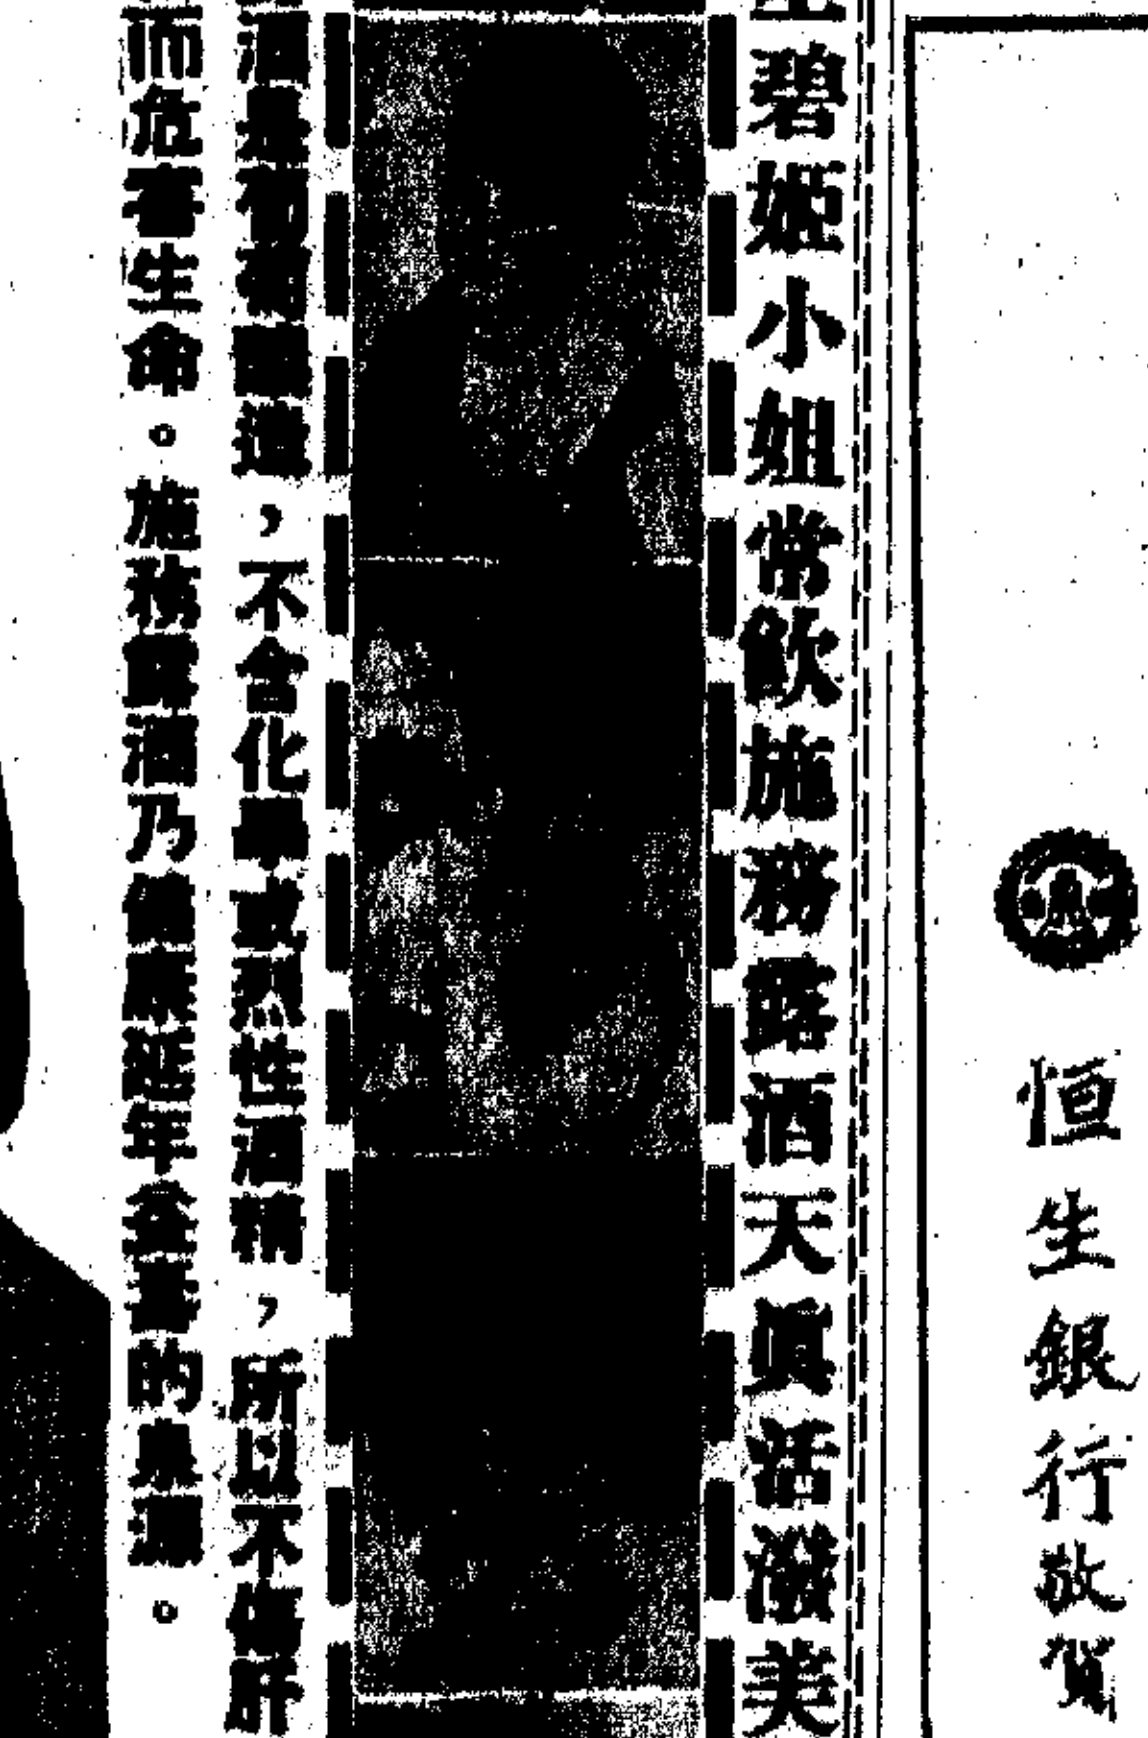 恒生銀行敬賀
碧姬小姐常飲施務露酒天眞活潑美
酒是葡萄釀造，不含化學或烈性酒精，所以不傷肝
而危害生命。施務露酒乃健康延年益壽的泉源。